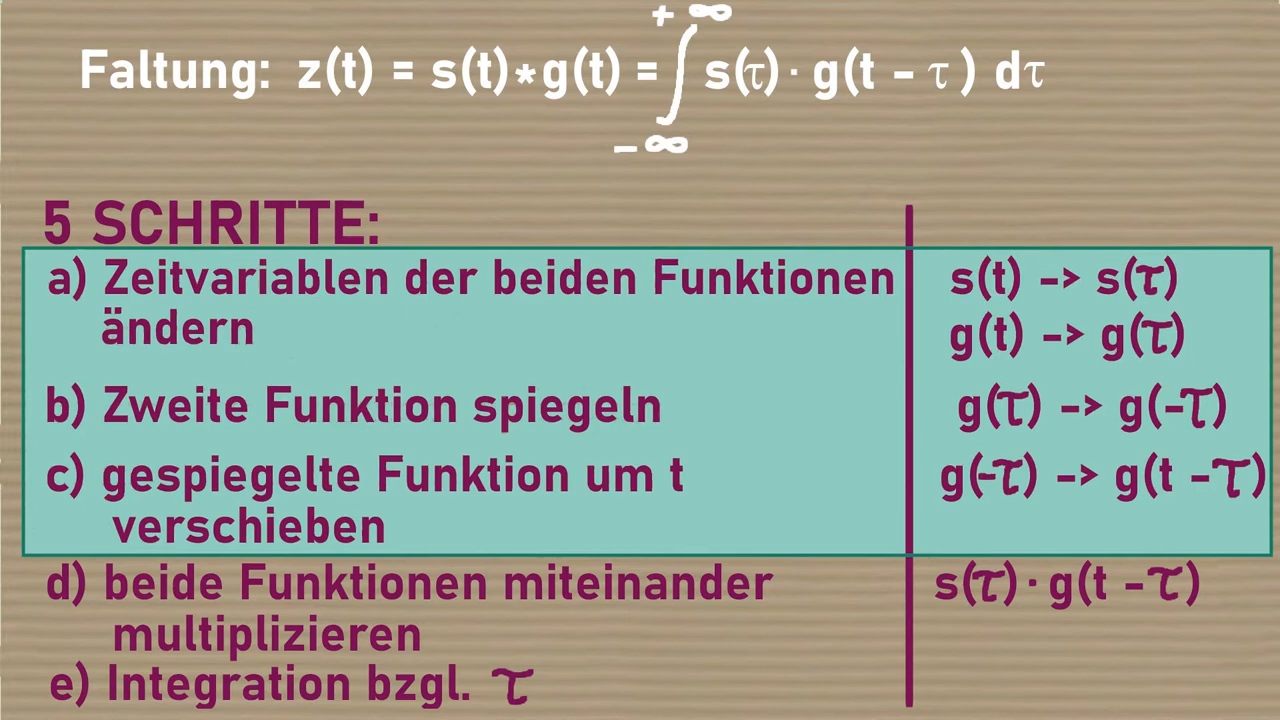 + ∞
Faltung: z(t) = s(t)*g(t) = ∫ s(τ) · g(t - τ) dτ
- ∞
5 SCHRITTE:
a) Zeitvariablen der beiden Funktionen s(t) -> s(τ)
ändern g(t) -> g(τ)
b) Zweite Funktion spiegeln g(τ) -> g(-τ)
c) gespiegelte Funktion um t g(-τ) -> g(t -τ)
verschieben
d) beide Funktionen miteinander s(τ) · g(t -τ)
multiplizieren
e) Integration bzgl. τ